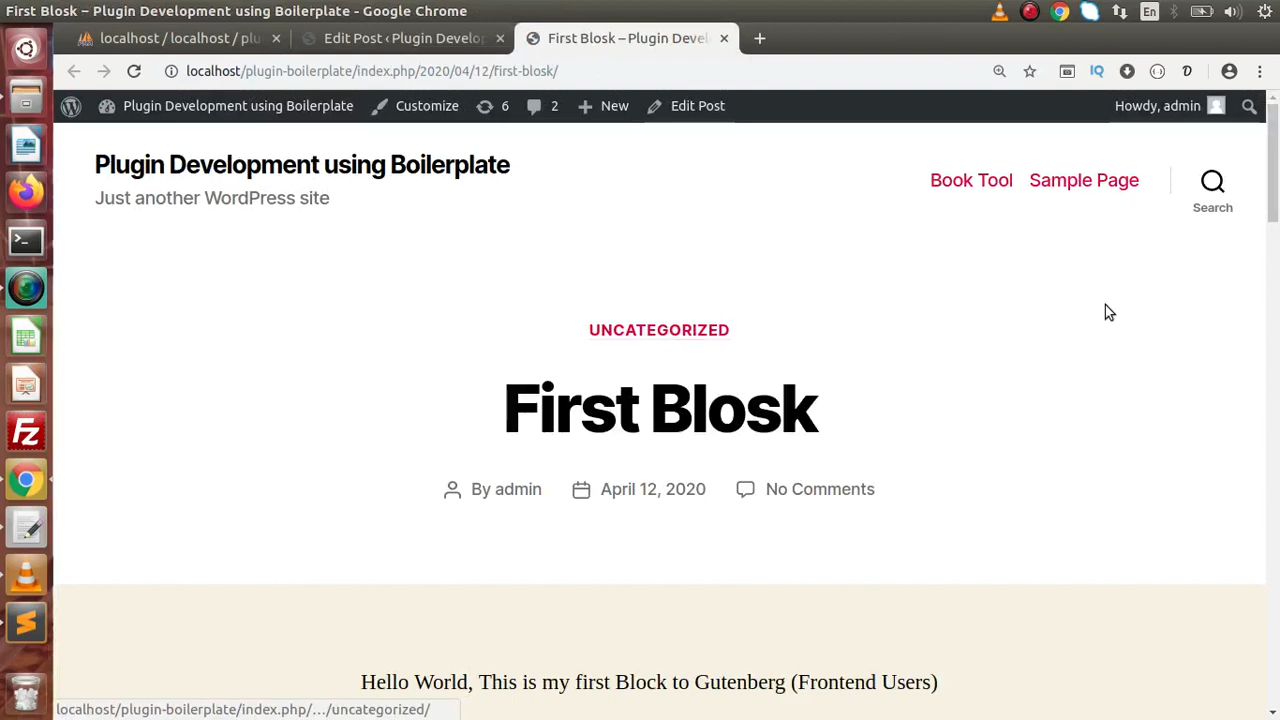 First Blosk – Plugin Development using Boilerplate - Google Chrome
En
localhost / localhost / plu
Edit Post ‹ Plugin Develop
First Blosk – Plugin Devel
localhost/plugin-boilerplate/index.php/2020/04/12/first-blosk/
IQ
Plugin Development using Boilerplate
Customize
6
2
New
Edit Post
Howdy, admin
Plugin Development using Boilerplate
Just another WordPress site
Book Tool
Sample Page
Search
UNCATEGORIZED
First Blosk
By admin
April 12, 2020
No Comments
Hello World, This is my first Block to Gutenberg (Frontend Users)
localhost/plugin-boilerplate/index.php/…/uncategorized/